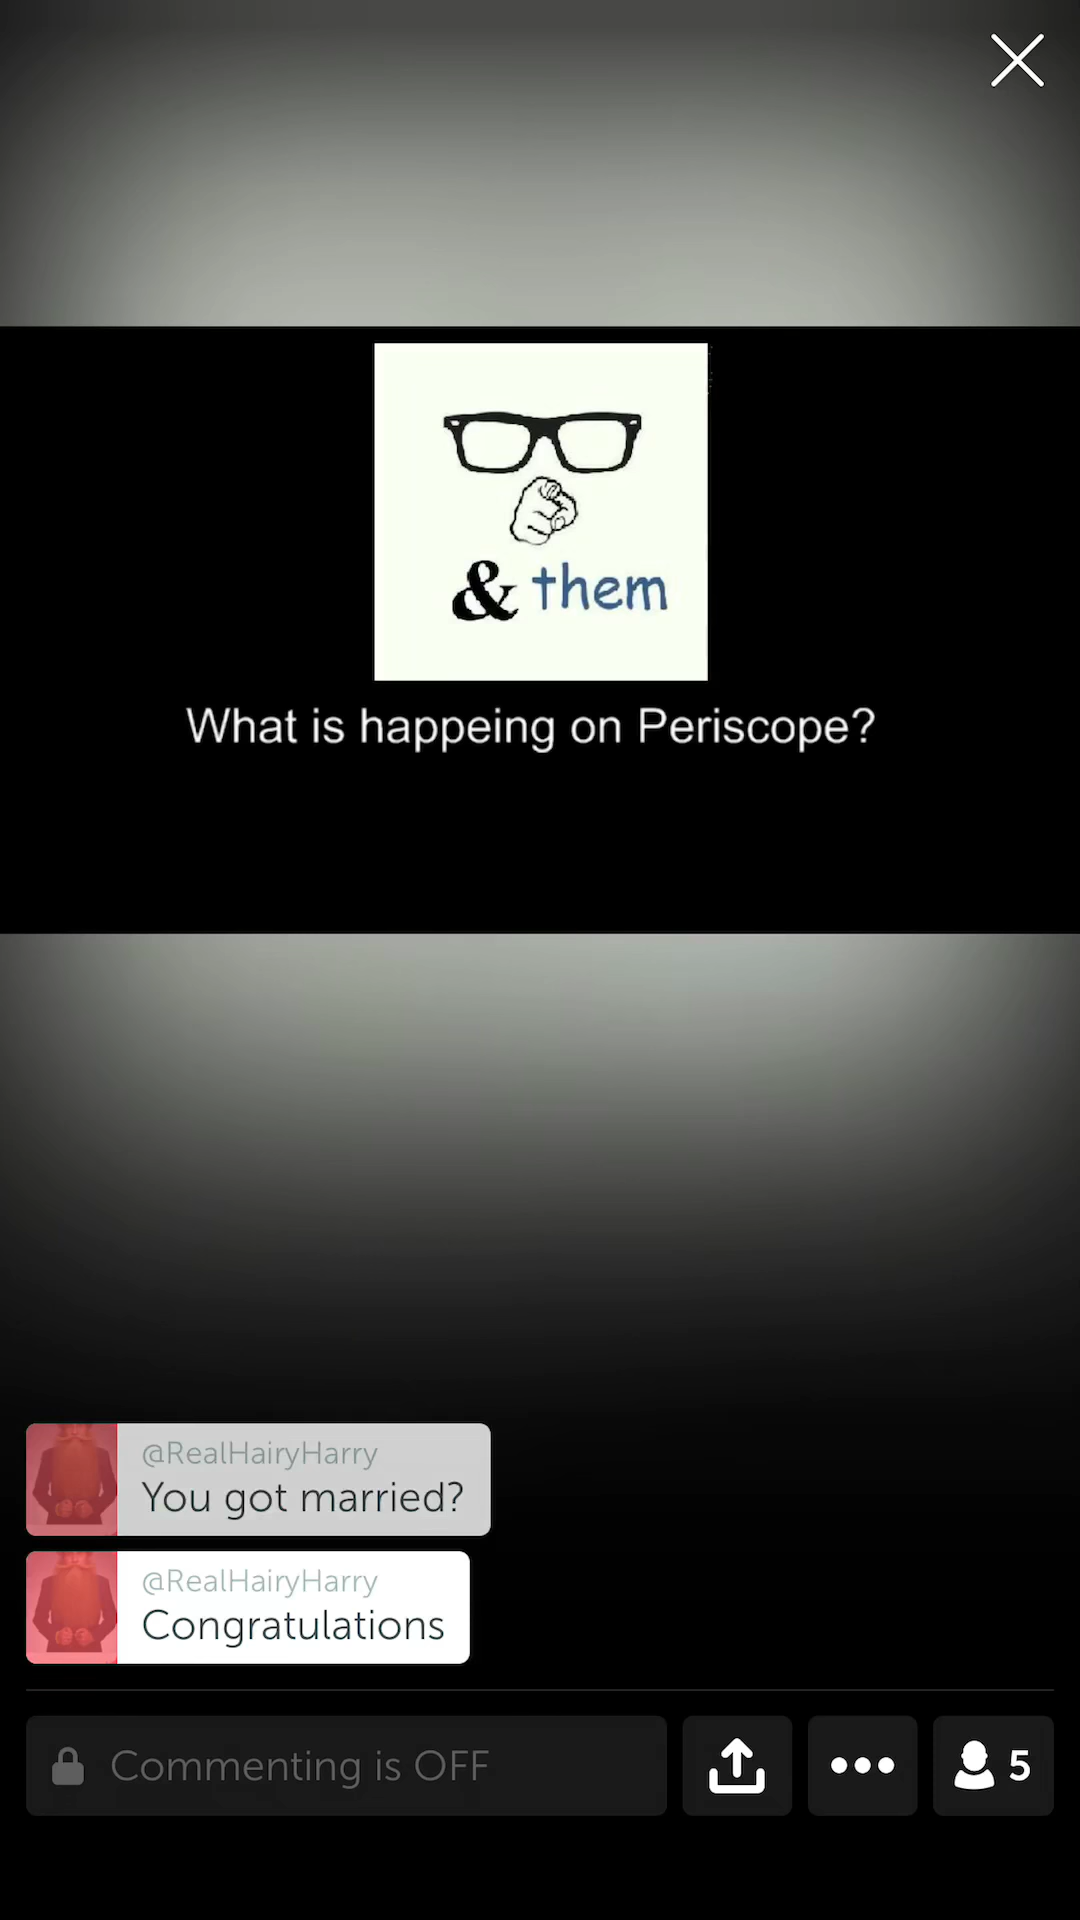 & them
What is happeing on Periscope?
@RealHairyHarry
You got married?
@RealHairyHarry
Congratulations
Commenting is OFF
5